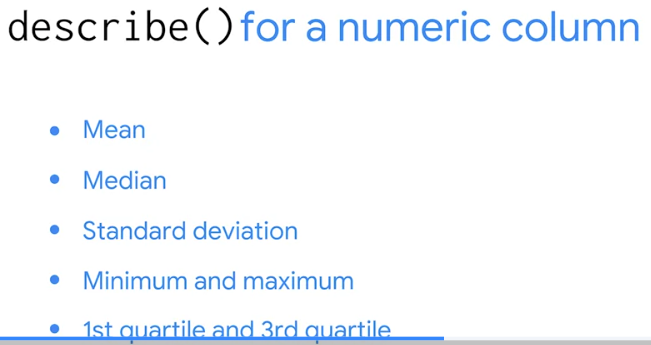 describe() for a numeric column
Mean
Median
Standard deviation
Minimum and maximum
1st quartile and 3rd quartile